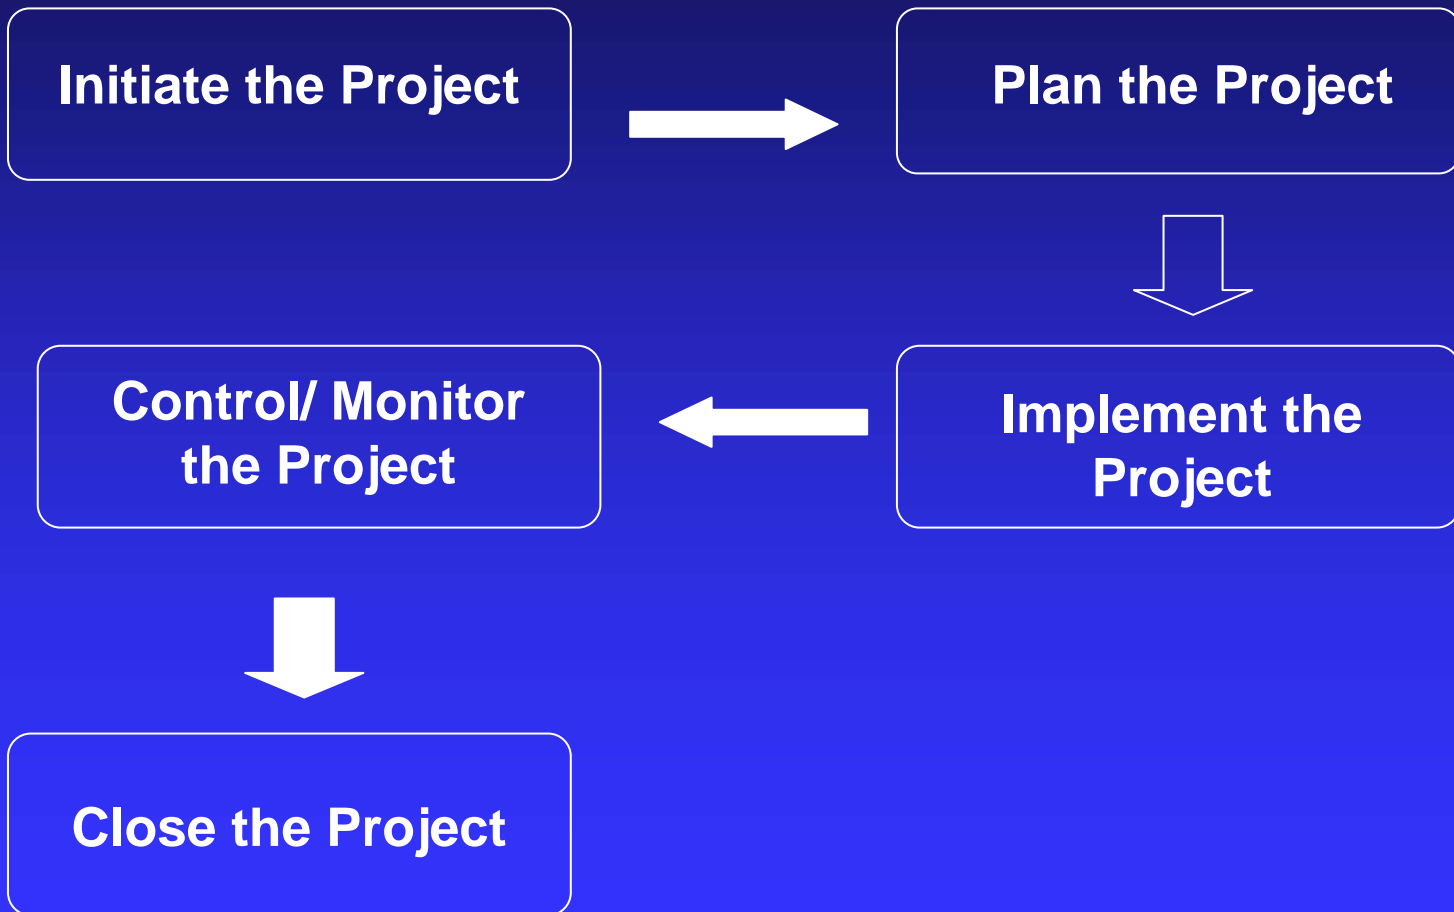 Initiate the Project
Plan the Project
Implement the
Project
Control/ Monitor
the Project
Close the Project